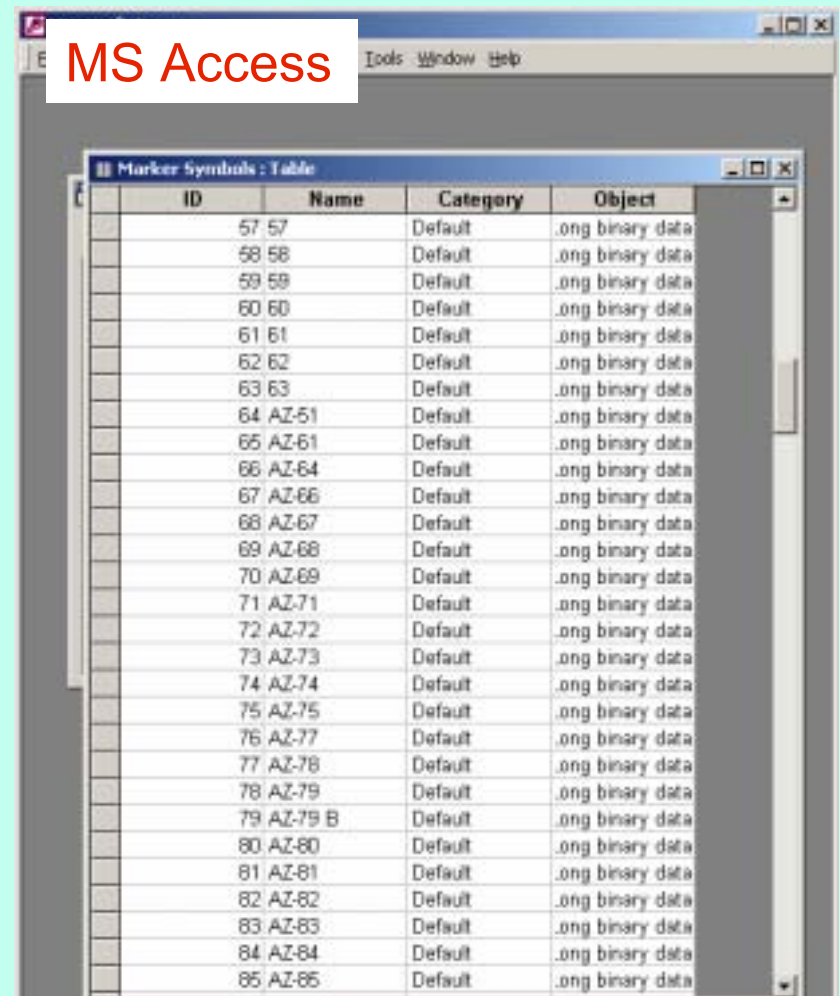 MS Access
Tools Window Help
Marker Symbols : Table
ID Name Category Object
57 57 Default .ong binary data
58 58 Default .ong binary data
59 59 Default .ong binary data
60 60 Default .ong binary data
61 61 Default .ong binary data
62 62 Default .ong binary data
63 63 Default .ong binary data
64 AZ-51 Default .ong binary data
65 AZ-61 Default .ong binary data
66 AZ-64 Default .ong binary data
67 AZ-66 Default .ong binary data
68 AZ-67 Default .ong binary data
69 AZ-68 Default .ong binary data
70 AZ-69 Default .ong binary data
71 AZ-71 Default .ong binary data
72 AZ-72 Default .ong binary data
73 AZ-73 Default .ong binary data
74 AZ-74 Default .ong binary data
75 AZ-75 Default .ong binary data
76 AZ-77 Default .ong binary data
77 AZ-78 Default .ong binary data
78 AZ-79 Default .ong binary data
79 AZ-79 B Default .ong binary data
80 AZ-80 Default .ong binary data
81 AZ-81 Default .ong binary data
82 AZ-82 Default .ong binary data
83 AZ-83 Default .ong binary data
84 AZ-84 Default .ong binary data
85 AZ-85 Default .ong binary data